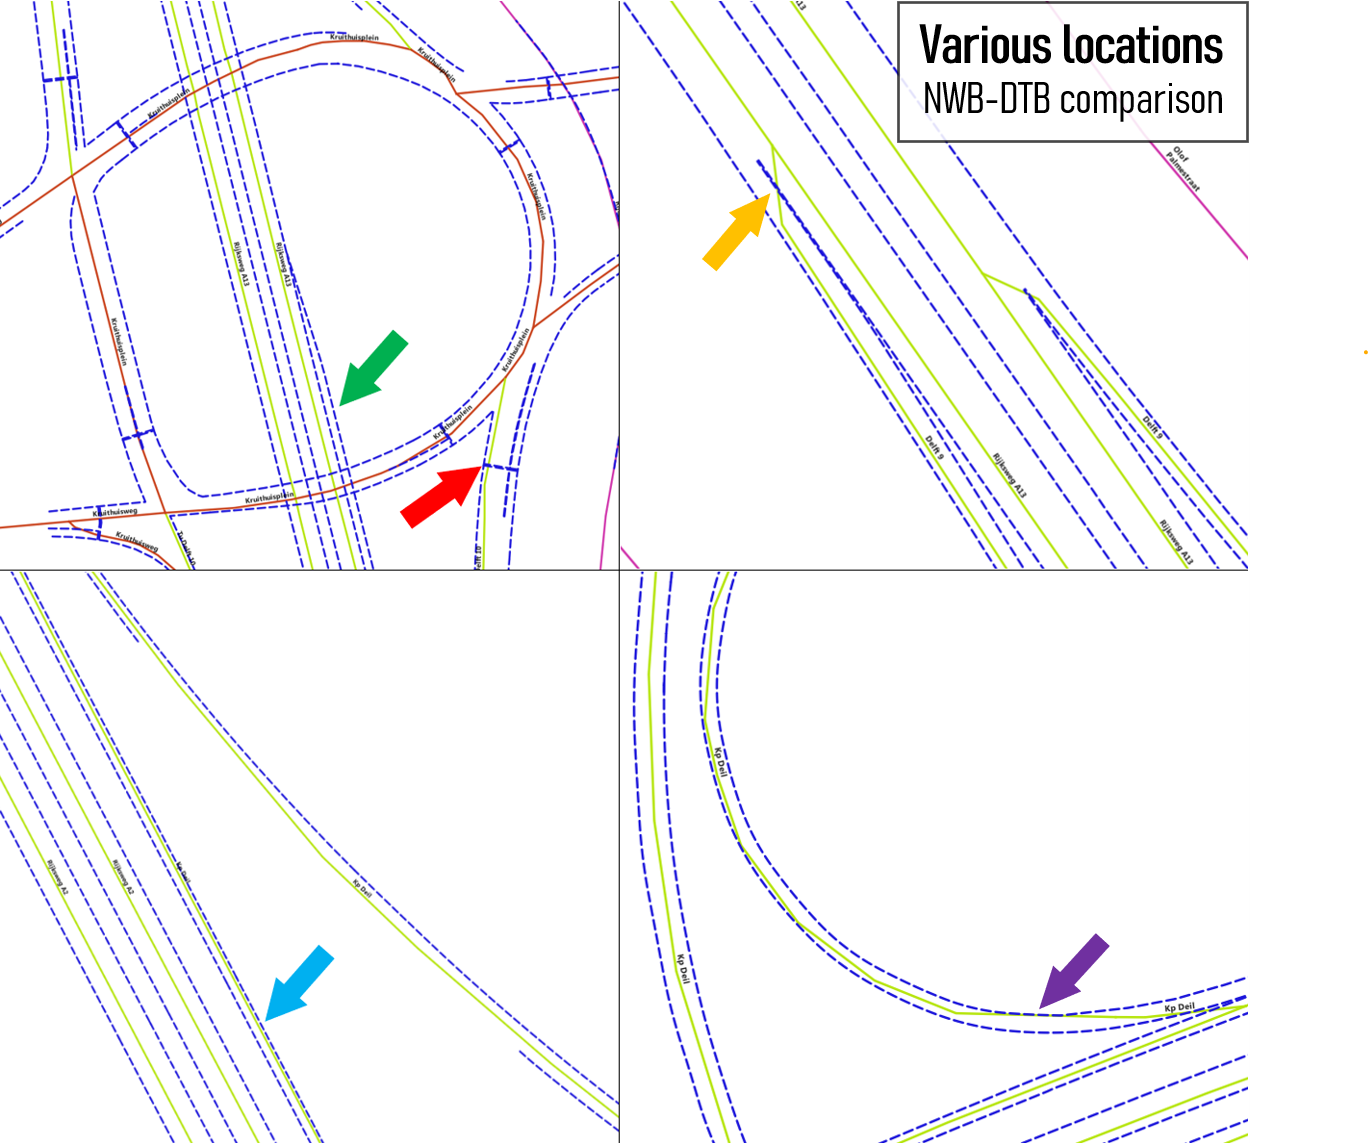 Various locations
NWB-DTB comparison
A13
Olof
Palmestraat
Kruithuisplein
Kruithuisplein
Kruithuisplein
Kruithuisplein
Rijksweg A13
Rijksweg A13
Kruithuisplein
Kruithuisplein
Kruithuisplein
Kruithuisplein
Kruithuisweg
Kruithuisweg
Delft 9
Delft 9
Rijksweg A13
Rijksweg A13
Rijksweg A2
Rijksweg A2
Kp Deil
Kp Deil
Kp Deil
Kp Deil
Kp Deil